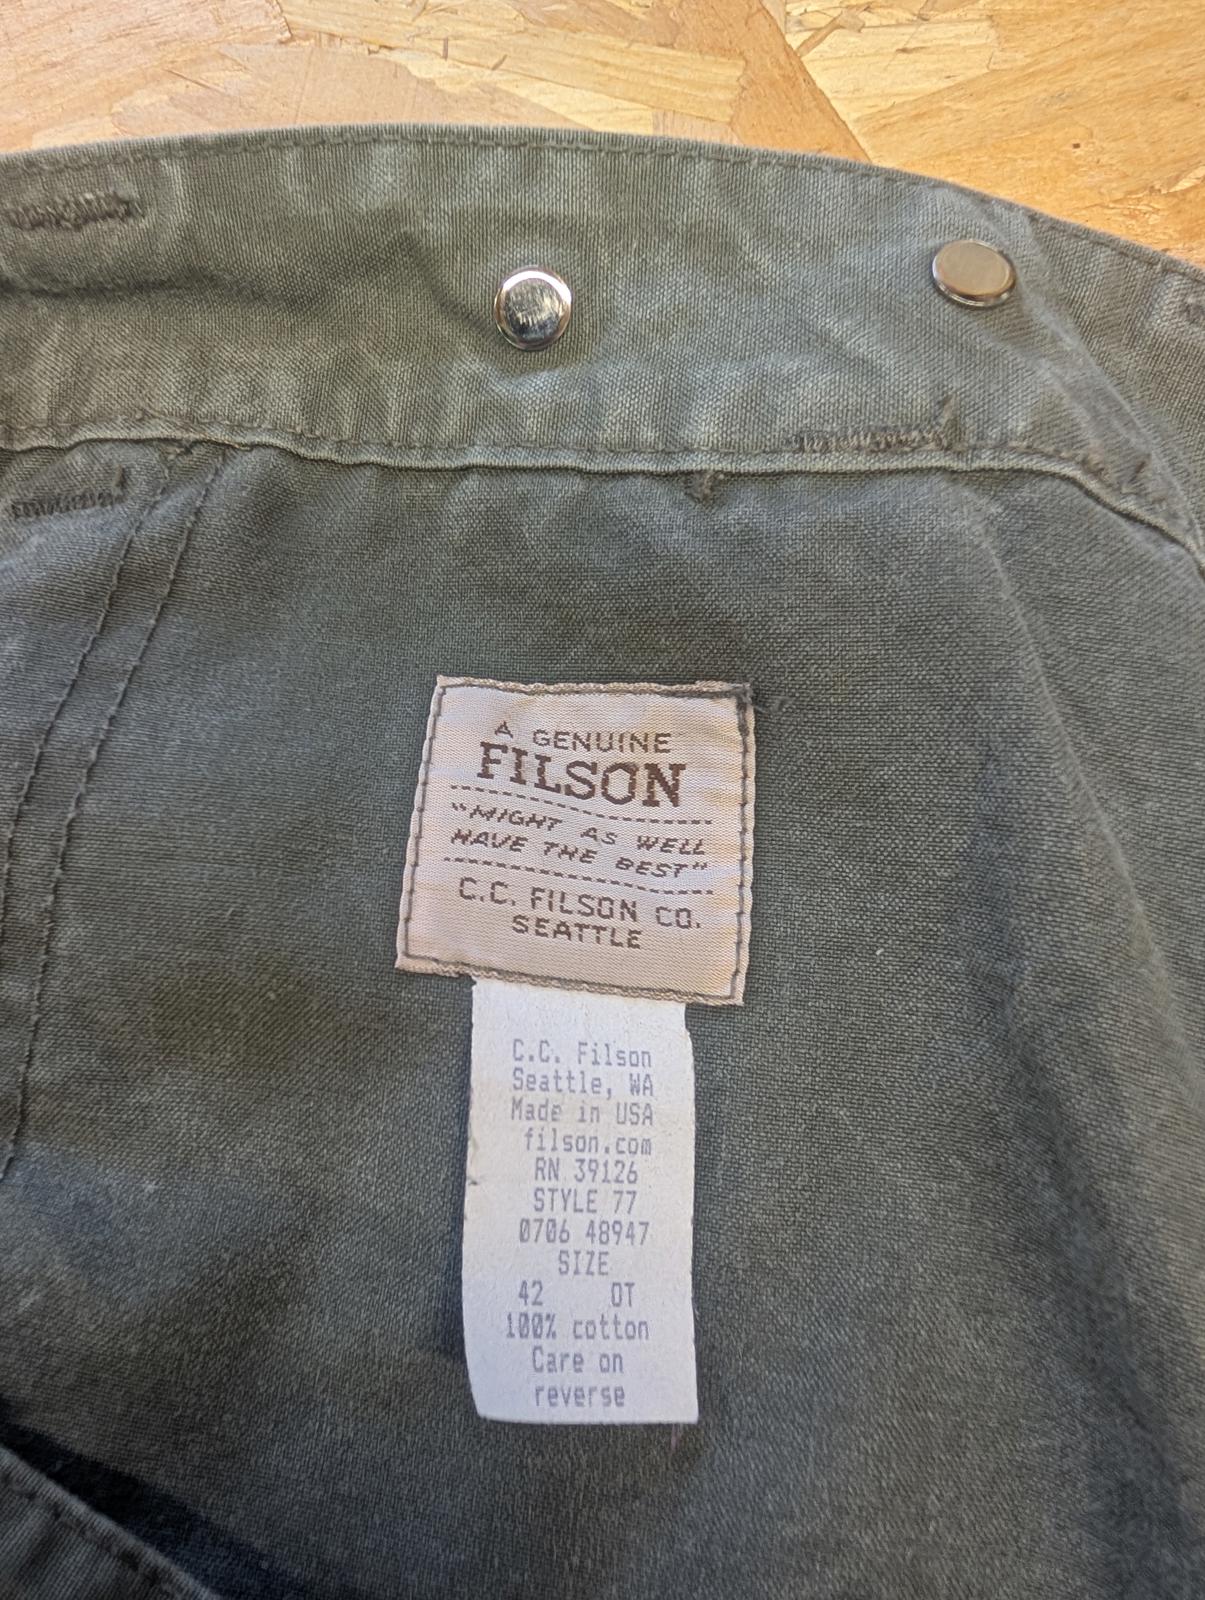 A GENUINE
FILSON
"MIGHT AS WELL
HAVE THE BEST"
C.C. FILSON CO.
SEATTLE
C.C. Filson
Seattle, WA
Made in USA
filson.com
RN 39126
STYLE 77
0706 48947
SIZE
42 OT
100% cotton
Care on
reverse